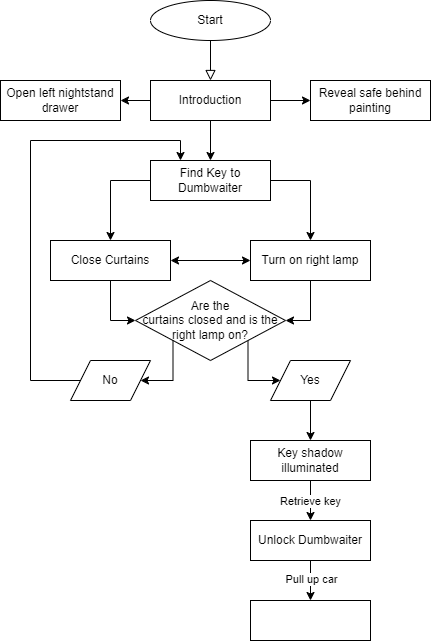 Start
Open left nightstand
drawer
Introduction
Reveal safe behind
painting
Find Key to
Dumbwaiter
Close Curtains
Turn on right lamp
Are the
curtains closed and is the
right lamp on?
No
Yes
Key shadow
illuminated
Retrieve key
Unlock Dumbwaiter
Pull up car